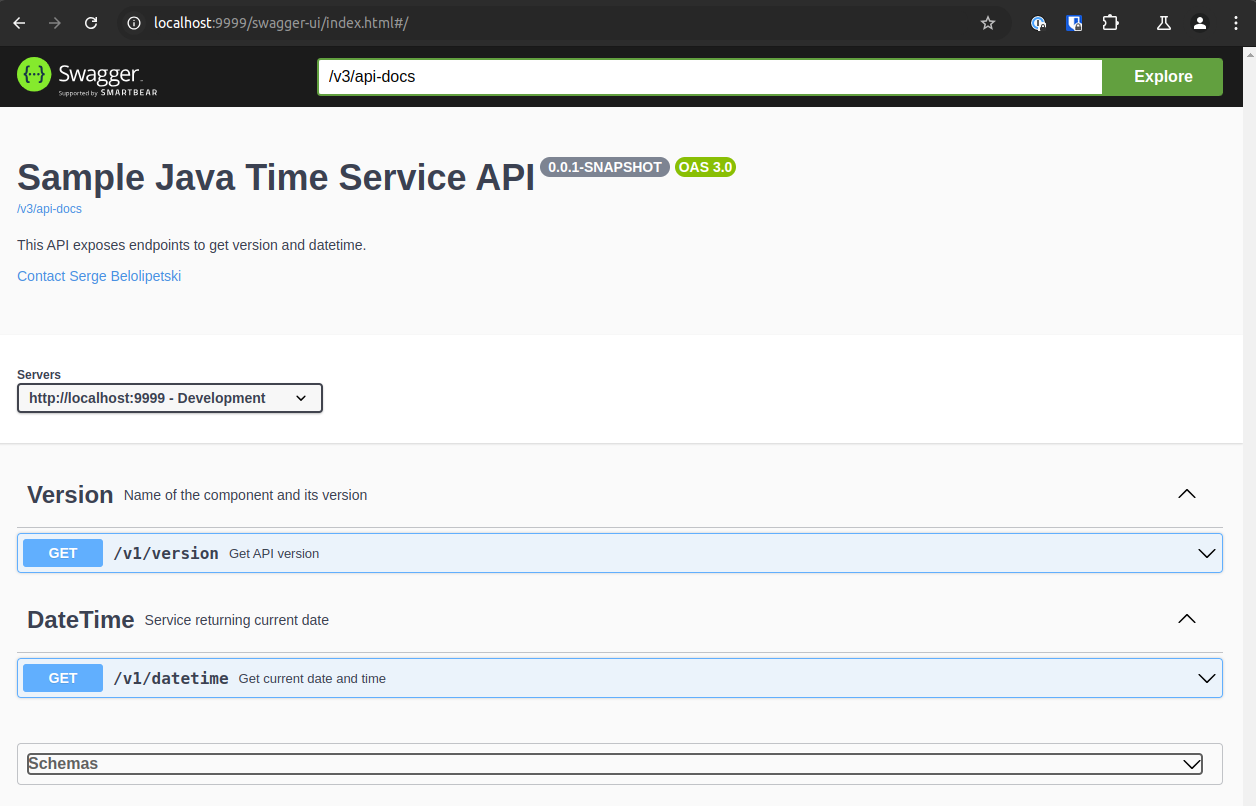 localhost:9999/swagger-ui/index.html#/
Swagger
Supported by SMARTBEAR
/v3/api-docs
Explore
Sample Java Time Service API 0.0.1-SNAPSHOT OAS 3.0
/v3/api-docs
This API exposes endpoints to get version and datetime.
Contact Serge Belolipetski
Servers
http://localhost:9999 - Development
Version Name of the component and its version
GET /v1/version Get API version
DateTime Service returning current date
GET /v1/datetime Get current date and time
Schemas